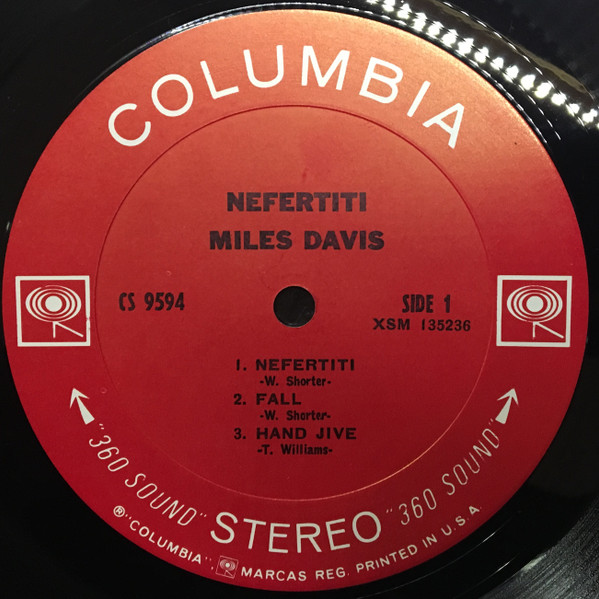 COLUMBIA
NEFERTITI
MILES DAVIS
CS 9594
SIDE 1
XSM 135236
1. NEFERTITI
-W. Shorter-
2. FALL
-W. Shorter-
3. HAND JIVE
-T. Williams-
"360 SOUND" STEREO "360 SOUND"
® "COLUMBIA", MARCAS REG. PRINTED IN U.S.A.